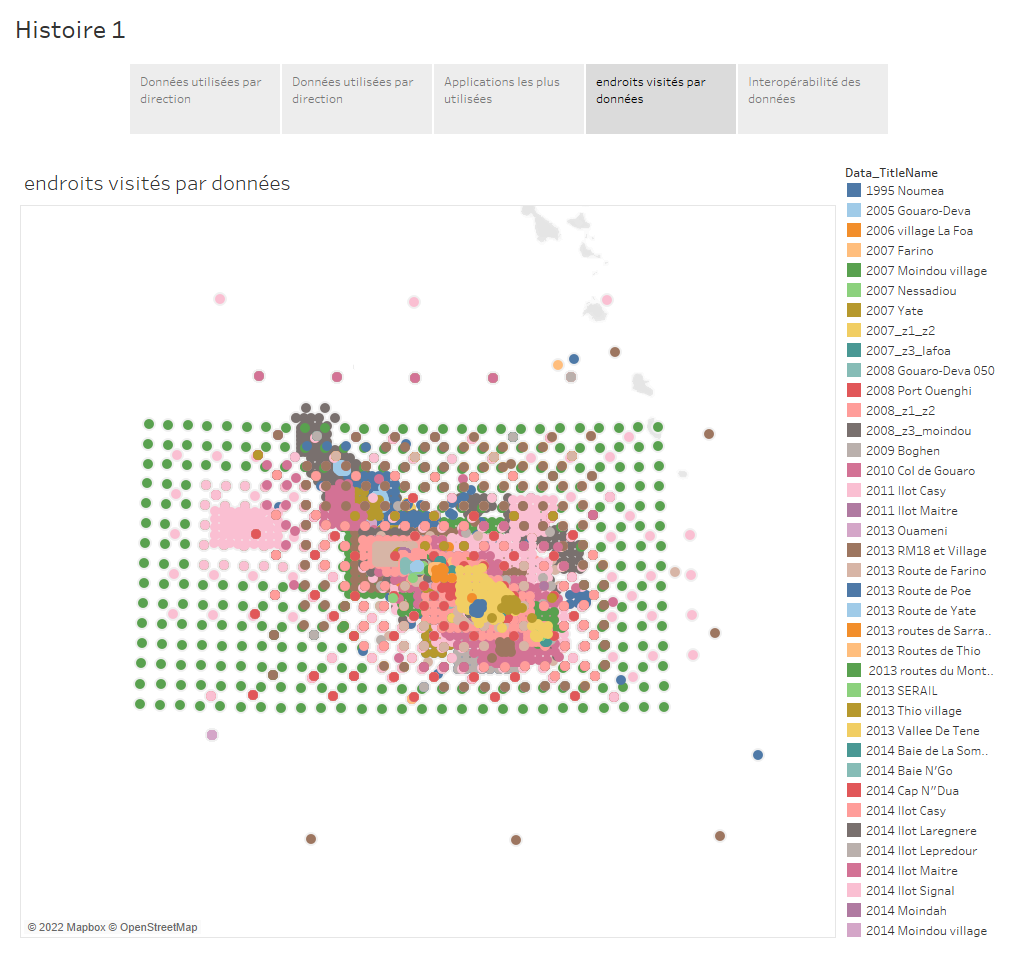 Histoire 1
Données utilisées par
direction
Données utilisées par
direction
Applications les plus
utilisées
endroits visités par
données
Interopérabilité des
données
endroits visités par données
Data_TitleName
1995 Noumea
2005 Gouaro-Deva
2006 village La Foa
2007 Farino
2007 Moindou village
2007 Nessadiou
2007 Yate
2007_z1_z2
2007_z3_lafoa
2008 Gouaro-Deva 050
2008 Port Ouenghi
2008_z1_z2
2008_z3_moindou
2009 Boghen
2010 Col de Gouaro
2011 Ilot Casy
2011 Ilot Maitre
2013 Ouameni
2013 RM18 et Village
2013 Route de Farino
2013 Route de Poe
2013 Route de Yate
2013 routes de Sarra..
2013 Routes de Thio
2013 routes du Mont..
2013 SERAIL
2013 Thio village
2013 Vallee De Tene
2014 Baie de La Som..
2014 Baie N'Go
2014 Cap N''Dua
2014 Ilot Casy
2014 Ilot Laregnere
2014 Ilot Lepredour
2014 Ilot Maitre
2014 Ilot Signal
2014 Moindah
2014 Moindou village
© 2022 Mapbox © OpenStreetMap